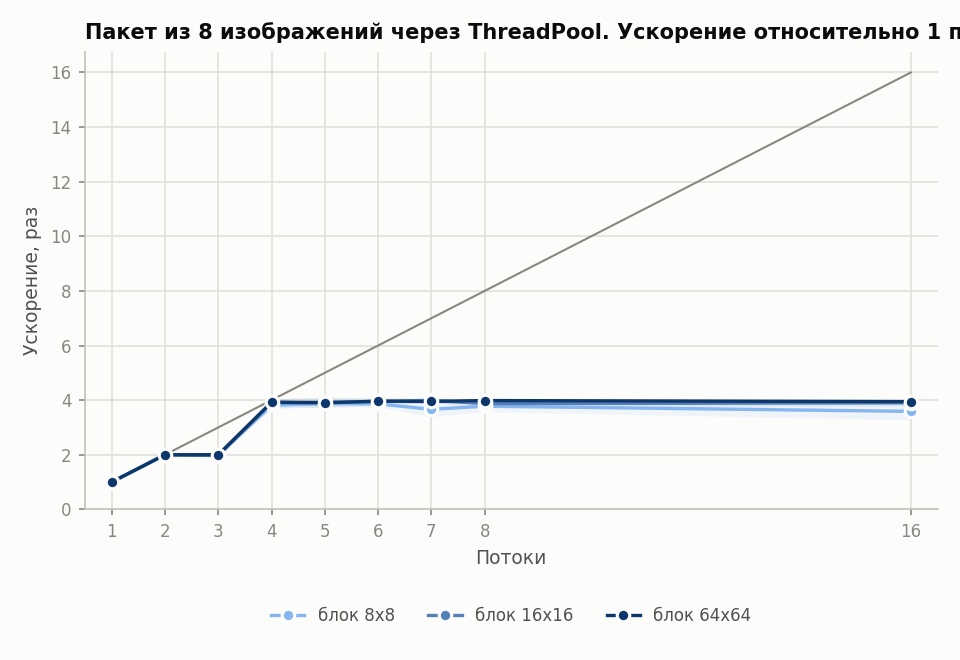 Пакет из 8 изображений через ThreadPool. Ускорение относительно 1 п
16
14
12
10
8
6
4
2
0
Ускорение, раз
1 2 3 4 5 6 7 8 16
Потоки
блок 8x8 блок 16x16 блок 64x64